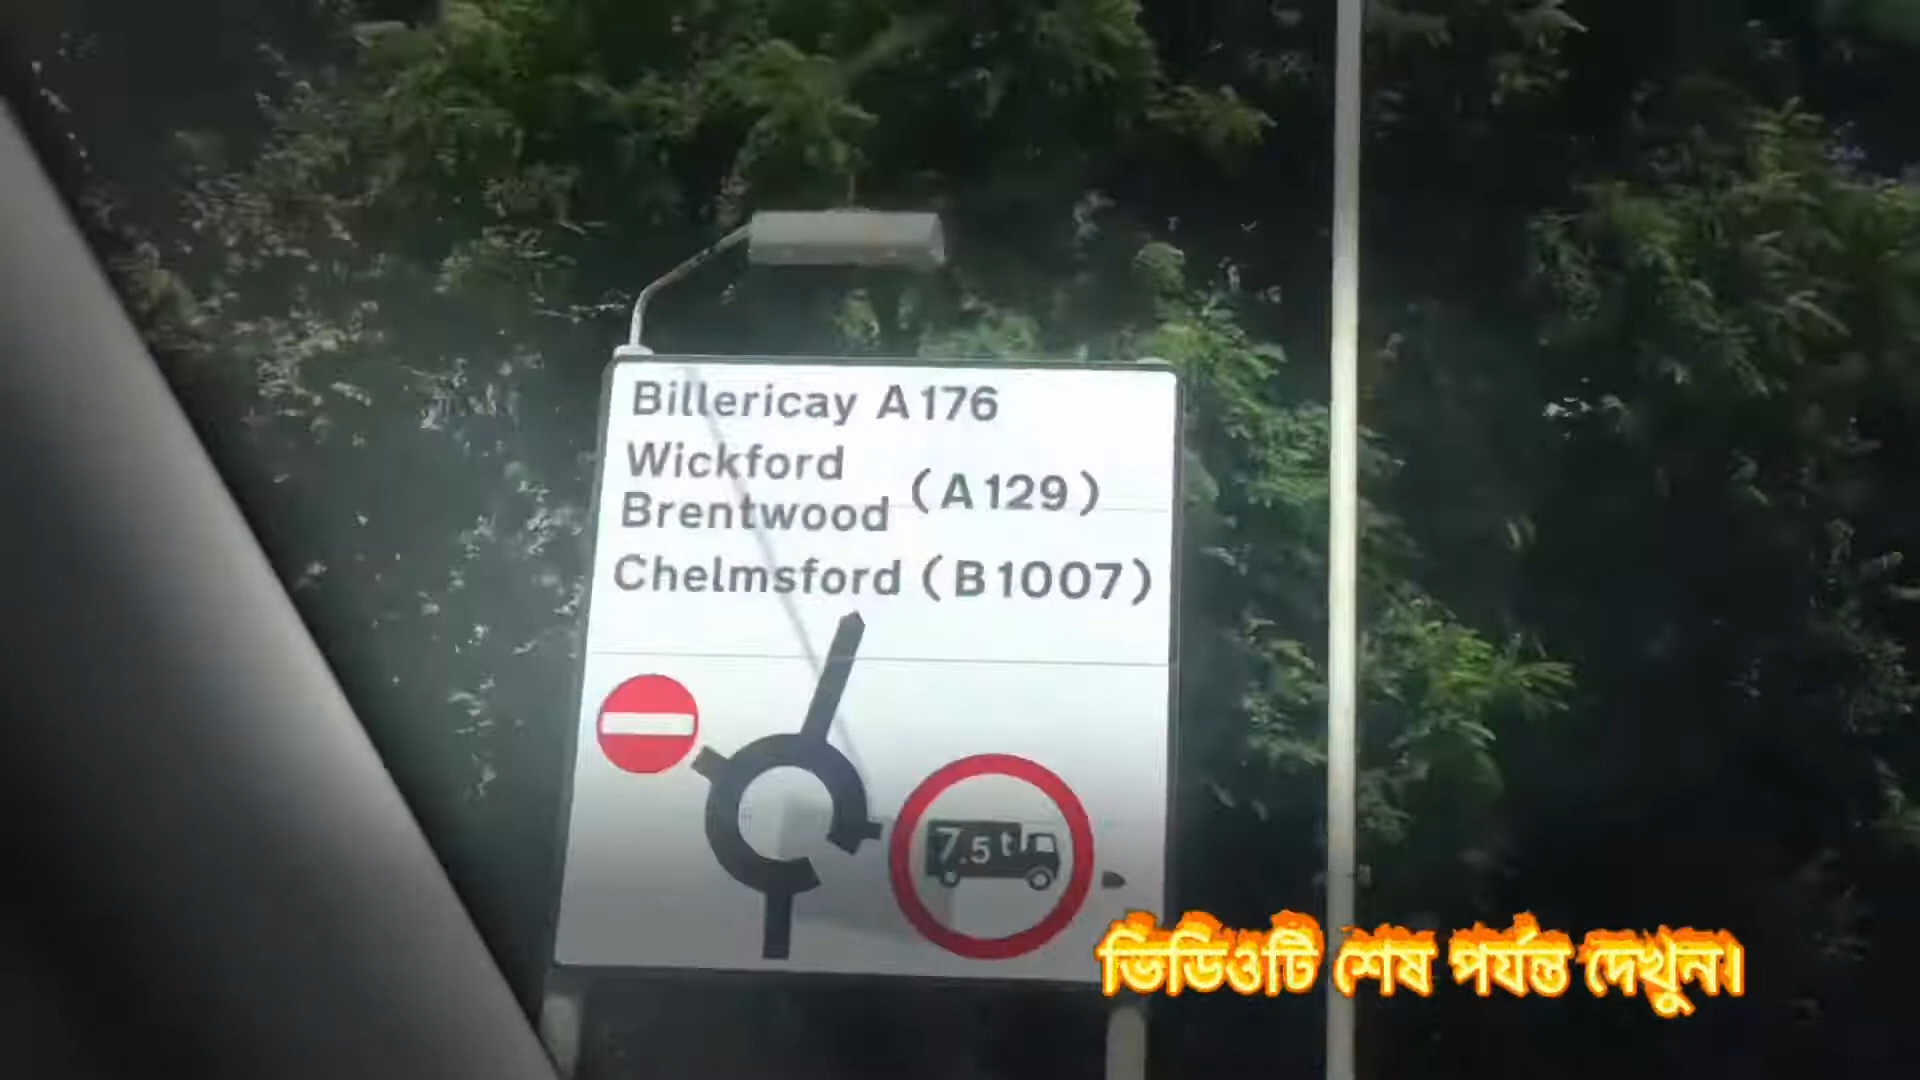 Billericay A176
Wickford
Brentwood (A129)
Chelmsford (B1007)
7.5t
ভিডিওটি শেষ পর্যন্ত দেখুন।